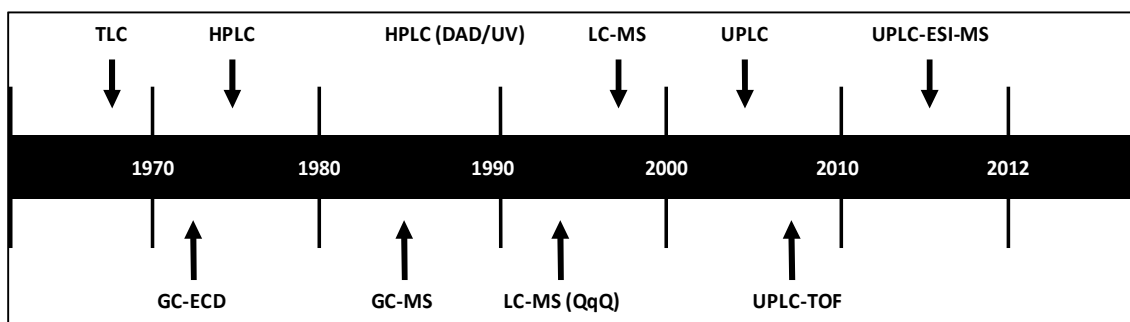 TLC HPLC HPLC (DAD/UV) LC-MS UPLC UPLC-ESI-MS
1970 1980 1990 2000 2010 2012
GC-ECD GC-MS LC-MS (QqQ) UPLC-TOF